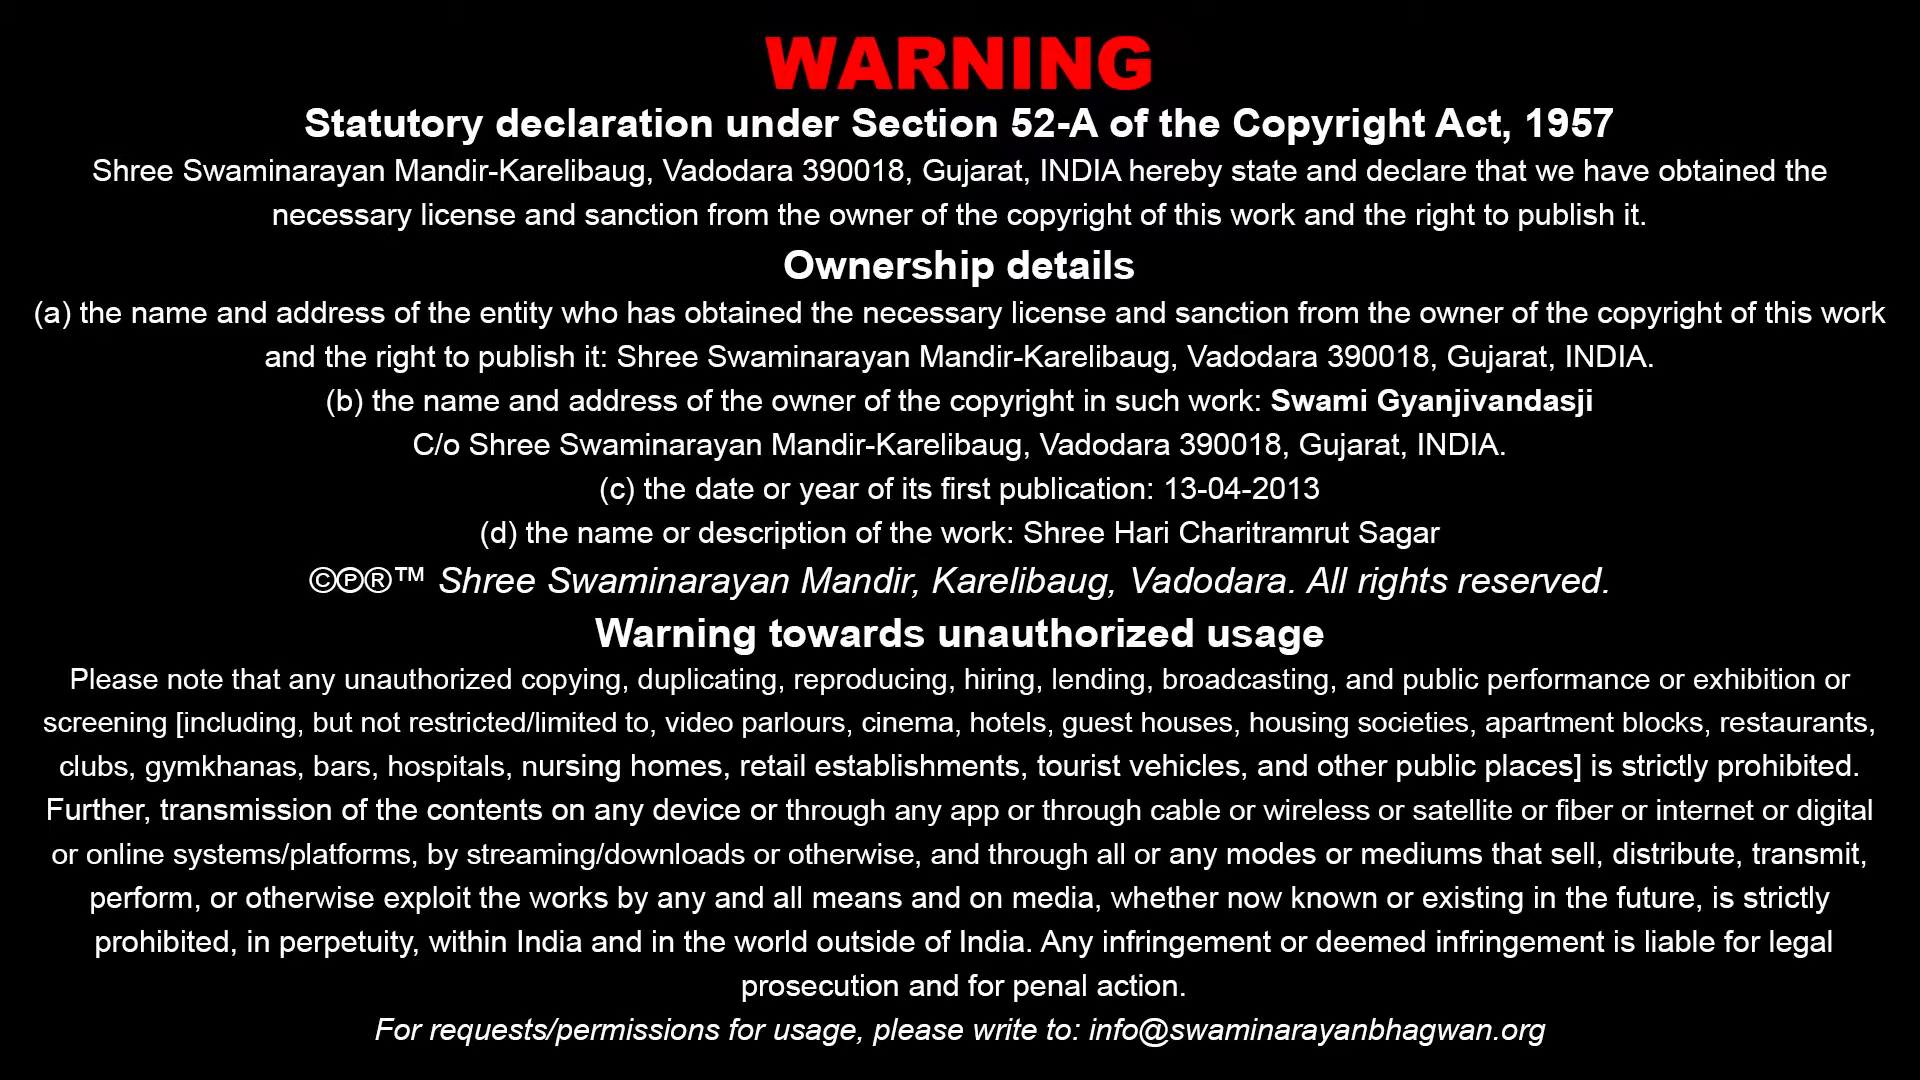 WARNING
Statutory declaration under Section 52-A of the Copyright Act, 1957
Shree Swaminarayan Mandir-Karelibaug, Vadodara 390018, Gujarat, INDIA hereby state and declare that we have obtained the
necessary license and sanction from the owner of the copyright of this work and the right to publish it.
Ownership details
(a) the name and address of the entity who has obtained the necessary license and sanction from the owner of the copyright of this work
and the right to publish it: Shree Swaminarayan Mandir-Karelibaug, Vadodara 390018, Gujarat, INDIA.
(b) the name and address of the owner of the copyright in such work: Swami Gyanjivandasji
C/o Shree Swaminarayan Mandir-Karelibaug, Vadodara 390018, Gujarat, INDIA.
(c) the date or year of its first publication: 13-04-2013
(d) the name or description of the work: Shree Hari Charitramrut Sagar
©℗®™ Shree Swaminarayan Mandir, Karelibaug, Vadodara. All rights reserved.
Warning towards unauthorized usage
Please note that any unauthorized copying, duplicating, reproducing, hiring, lending, broadcasting, and public performance or exhibition or
screening [including, but not restricted/limited to, video parlours, cinema, hotels, guest houses, housing societies, apartment blocks, restaurants,
clubs, gymkhanas, bars, hospitals, nursing homes, retail establishments, tourist vehicles, and other public places] is strictly prohibited.
Further, transmission of the contents on any device or through any app or through cable or wireless or satellite or fiber or internet or digital
or online systems/platforms, by streaming/downloads or otherwise, and through all or any modes or mediums that sell, distribute, transmit,
perform, or otherwise exploit the works by any and all means and on media, whether now known or existing in the future, is strictly
prohibited, in perpetuity, within India and in the world outside of India. Any infringement or deemed infringement is liable for legal
prosecution and for penal action.
For requests/permissions for usage, please write to: info@swaminarayanbhagwan.org